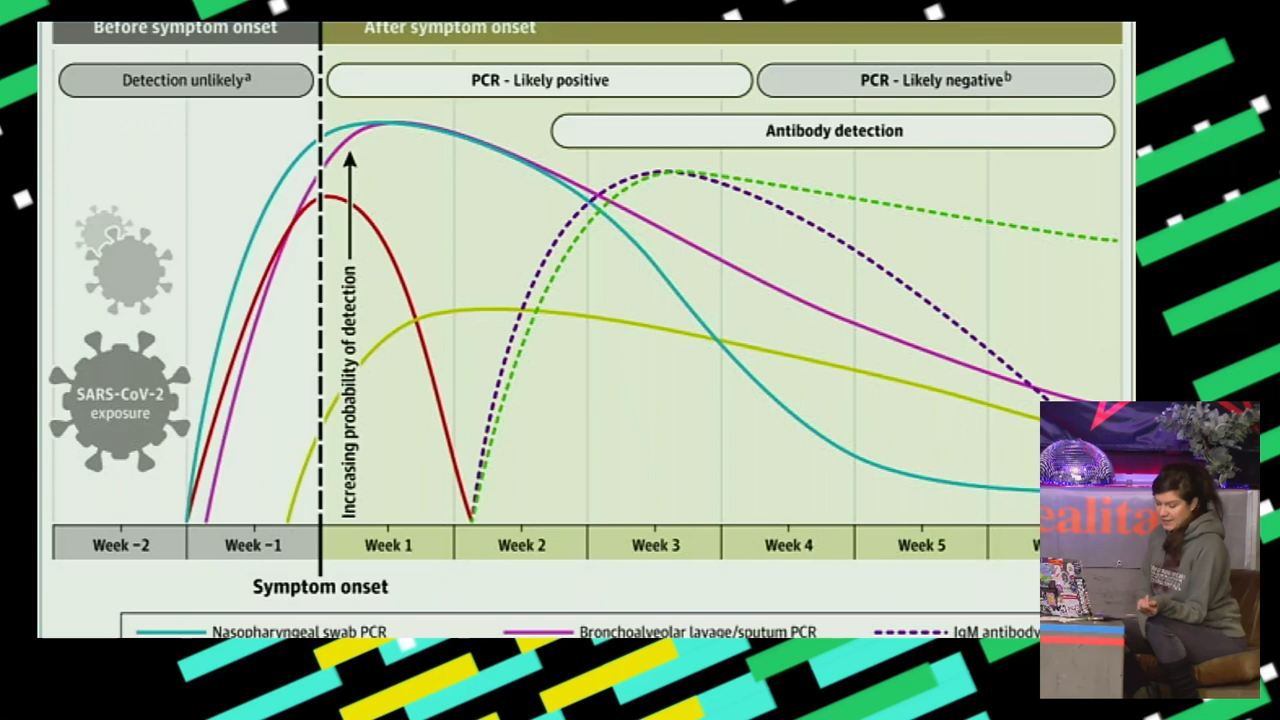 Before symptom onset
After symptom onset
Detection unlikelyᵃ
PCR - Likely positive
PCR - Likely negativeᵇ
Antibody detection
Increasing probability of detection
SARS-CoV-2
exposure
Week −2
Week −1
Week 1
Week 2
Week 3
Week 4
Week 5
Symptom onset
Nasopharyngeal swab PCR
Bronchoalveolar lavage/sputum PCR
IgM antibody